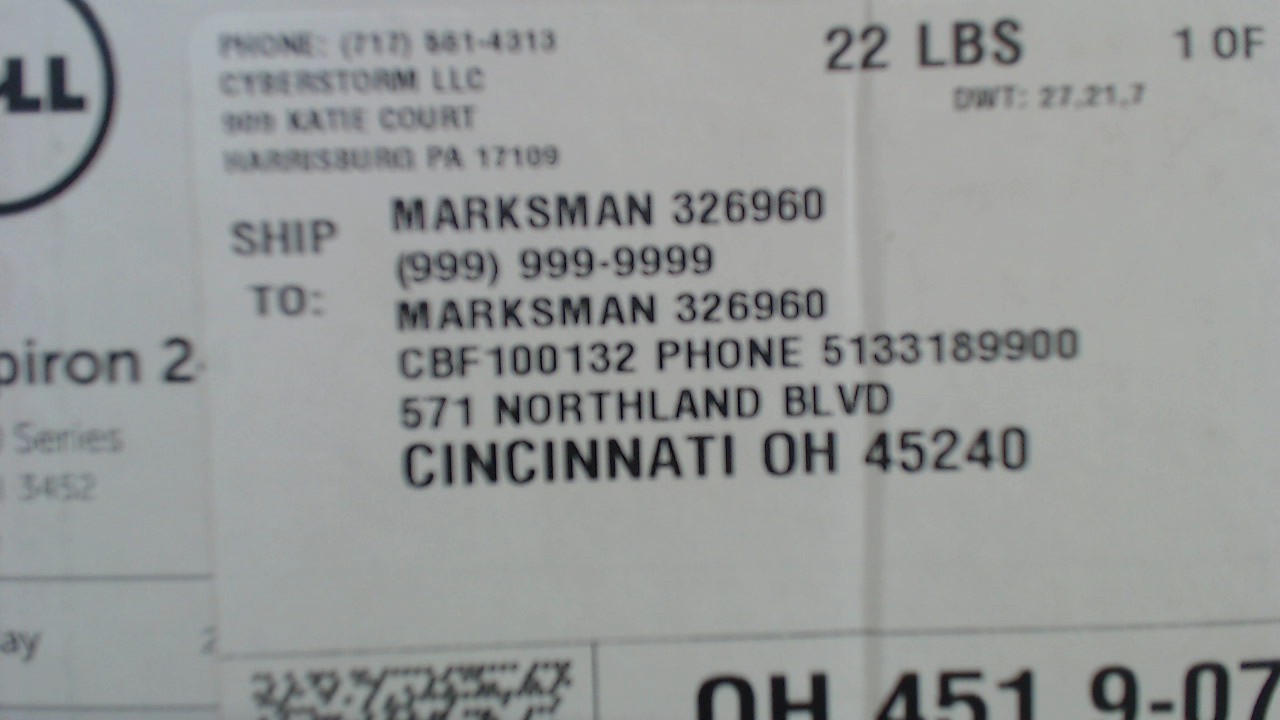 LL
PHONE: (717) 561-4313
CYBERSTORM LLC
909 KATIE COURT
HARRISBURG PA 17109
22 LBS
1 OF
DWT: 27,21,7
SHIP
TO:
MARKSMAN 326960
(999) 999-9999
MARKSMAN 326960
CBF100132 PHONE 5133189900
571 NORTHLAND BLVD
CINCINNATI OH 45240
piron 2
Series
3452
ay
2
OH 451 9-07